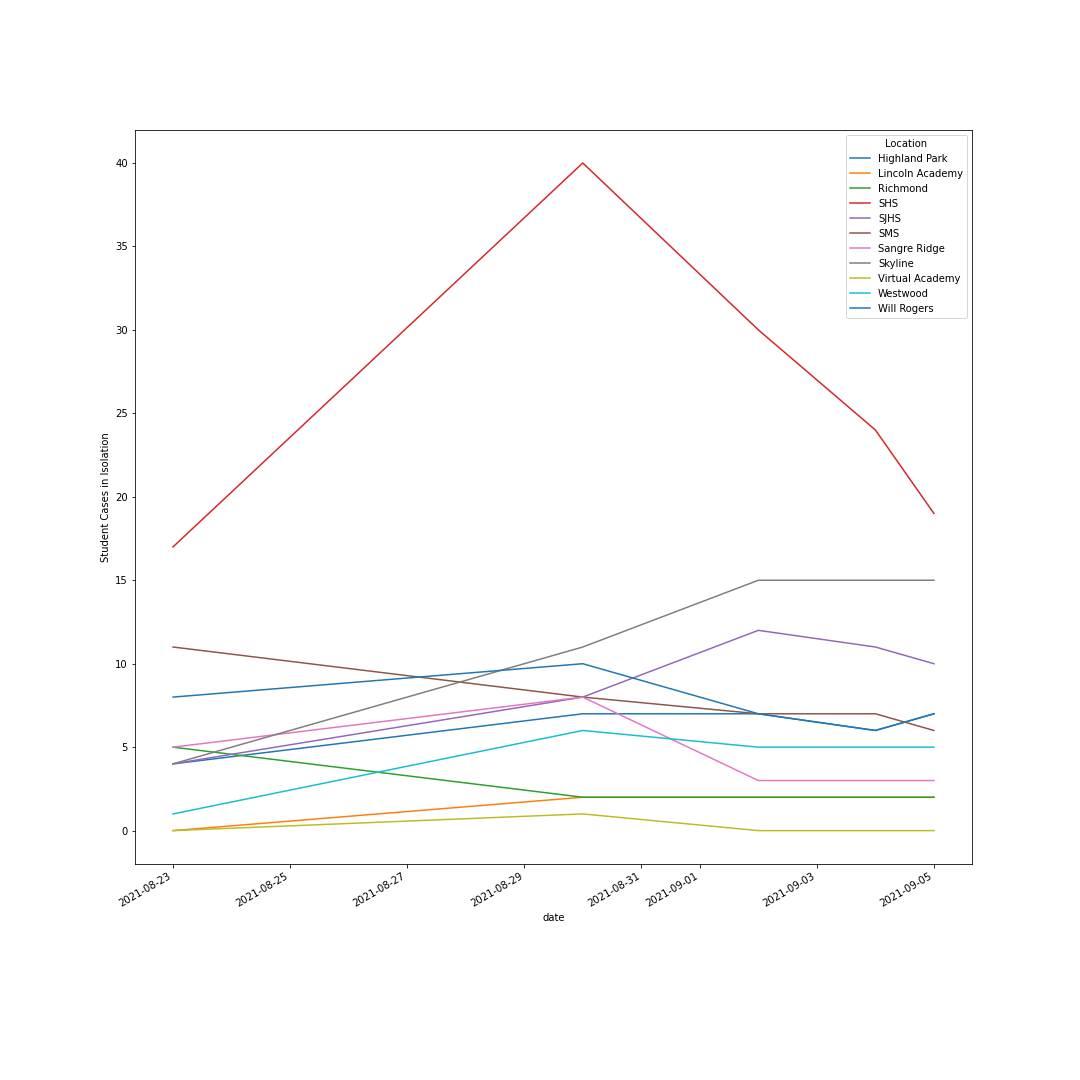 Location
Highland Park
Lincoln Academy
Richmond
SHS
SJHS
SMS
Sangre Ridge
Skyline
Virtual Academy
Westwood
Will Rogers
40
35
30
25
20
15
10
5
0
Student Cases in Isolation
2021-08-23
2021-08-25
2021-08-27
2021-08-29
2021-08-31
2021-09-01
2021-09-03
2021-09-05
date